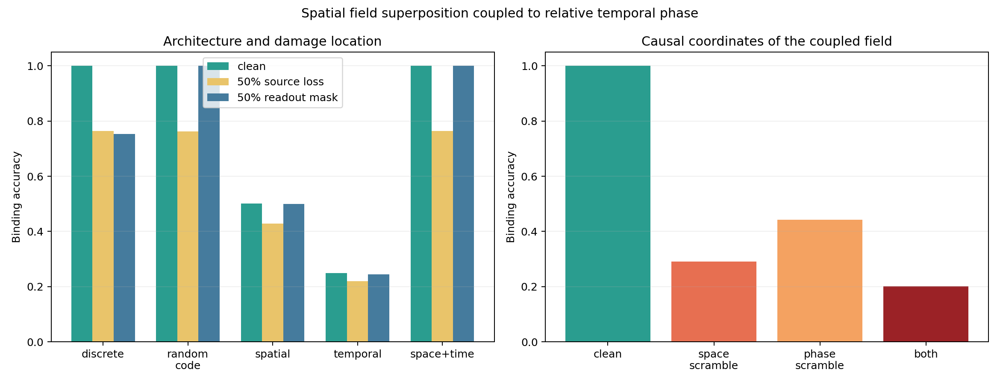 Spatial field superposition coupled to relative temporal phase
Architecture and damage location
Binding accuracy
1.0
0.8
0.6
0.4
0.2
0.0
clean
50% source loss
50% readout mask
discrete
random
code
spatial
temporal
space+time
Causal coordinates of the coupled field
Binding accuracy
1.0
0.8
0.6
0.4
0.2
0.0
clean
space
scramble
phase
scramble
both